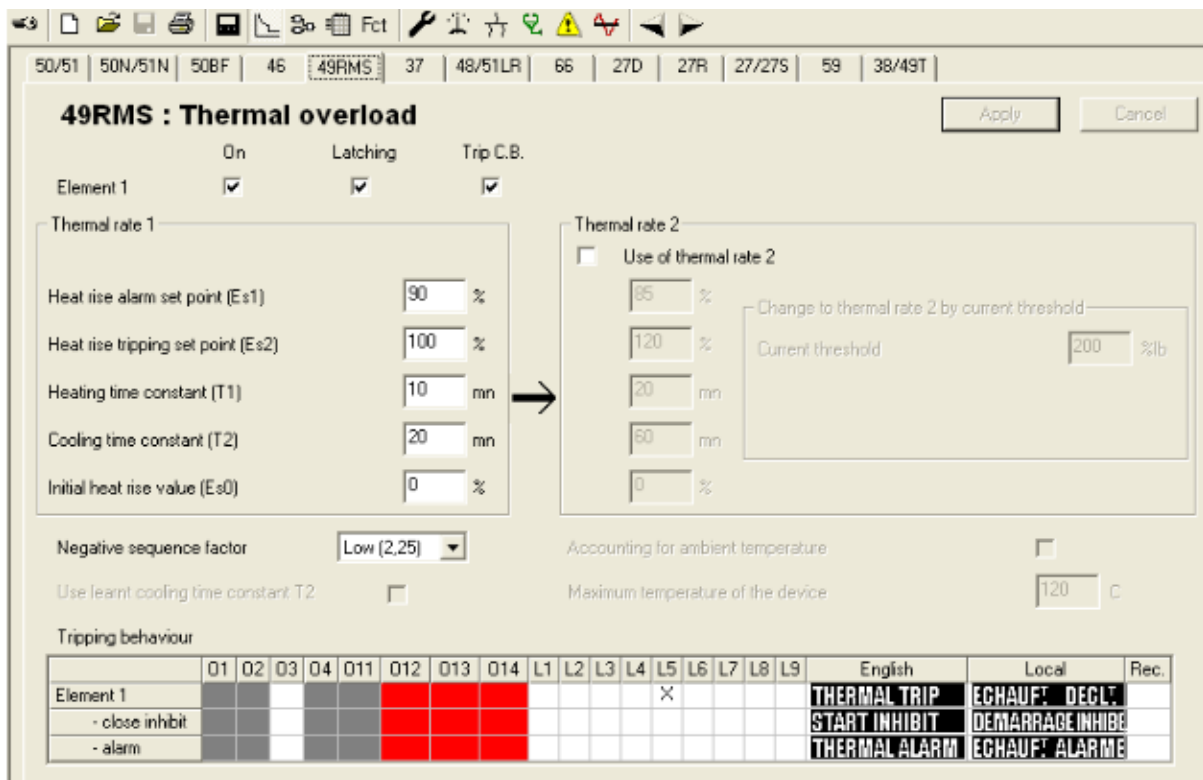 Fct
50/51 50N/51N 50BF 46 49RMS 37 48/51LR 66 27D 27R 27/27S 59 38/49T
49RMS : Thermal overload
Apply Cancel
On Latching Trip C.B.
Element 1
Thermal rate 1 Thermal rate 2
Use of thermal rate 2
Heat rise alarm set point (Es1) 90 % 85 %
Change to thermal rate 2 by current threshold
Heat rise tripping set point (Es2) 100 % 120 % Current threshold 200 %Ib
Heating time constant (T1) 10 mn 20 mn
Cooling time constant (T2) 20 mn 60 mn
Initial heat rise value (Es0) 0 % 0 %
Negative sequence factor Low (2,25) Accounting for ambient temperature
Use learnt cooling time constant T2 Maximum temperature of the device 120 C
Tripping behaviour
O1 O2 O3 O4 O11 O12 O13 O14 L1 L2 L3 L4 L5 L6 L7 L8 L9 English Local Rec.
Element 1 X THERMAL TRIP ECHAUFT. DECLT.
- close inhibit START INHIBIT DEMARRAGE INHIBE
- alarm THERMAL ALARM ECHAUFT. ALARME